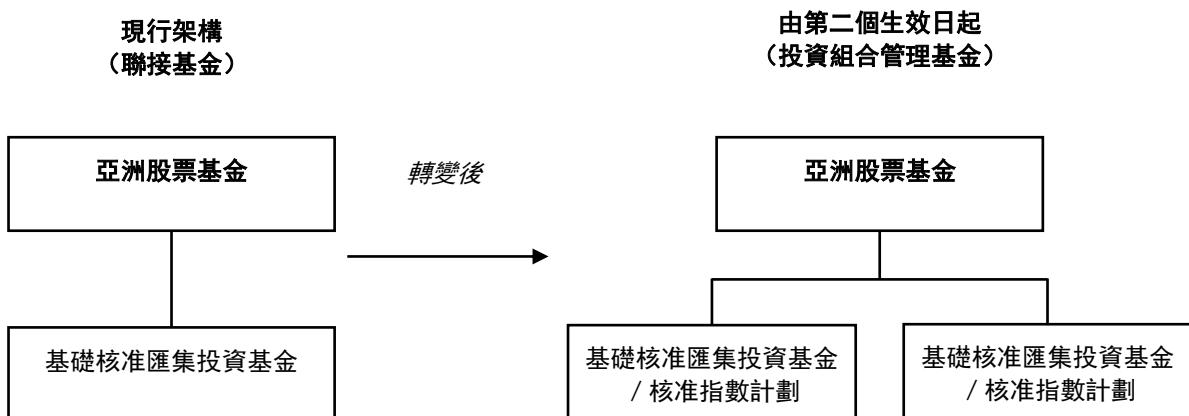 現行架構
（聯接基金）
由第二個生效日起
（投資組合管理基金）
亞洲股票基金
轉變後
亞洲股票基金
基礎核准匯集投資基金
基礎核准匯集投資基金
/ 核准指數計劃
基礎核准匯集投資基金
/ 核准指數計劃